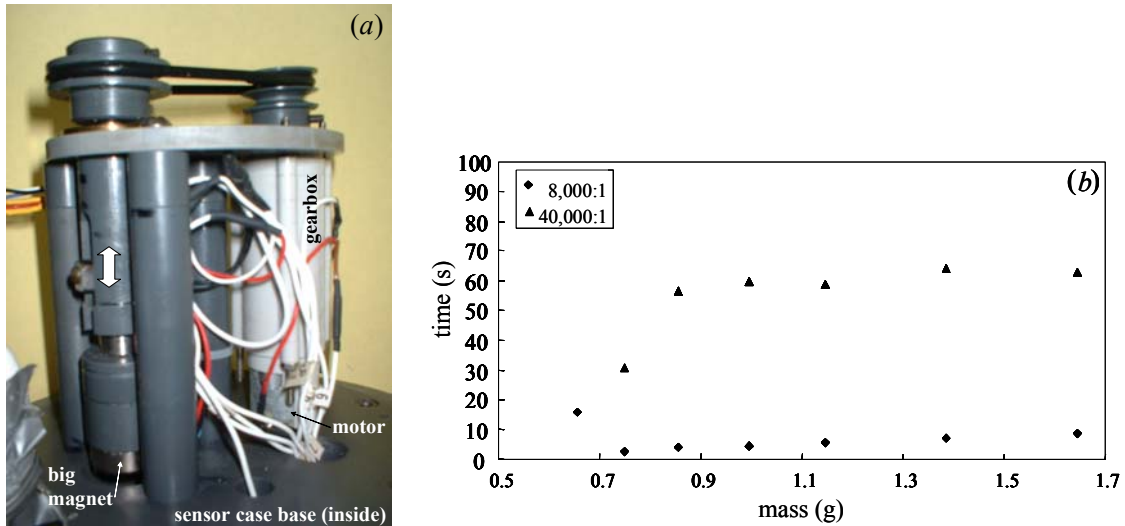 (a)
gearbox
motor
big
magnet
sensor case base (inside)
(b)
8,000:1
40,000:1
100
90
80
70
60
50
40
30
20
10
0
time (s)
0.5 0.7 0.9 1.1 1.3 1.5 1.7
mass (g)